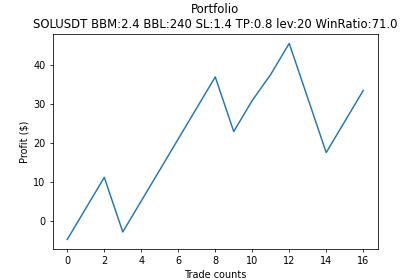 Portfolio
SOLUSDT BBM:2.4 BBL:240 SL:1.4 TP:0.8 lev:20 WinRatio:71.0
Profit ($)
40
30
20
10
0
0 2 4 6 8 10 12 14 16
Trade counts